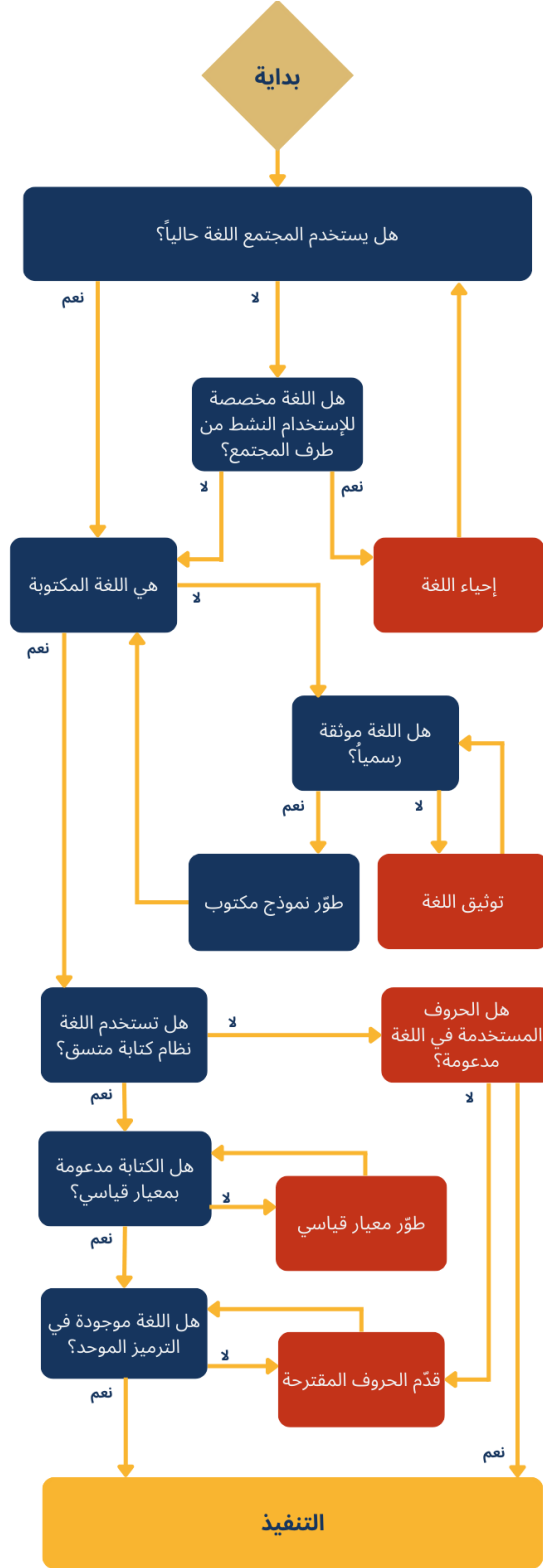 بداية
هل يستخدم المجتمع اللغة حالياً؟
نعم
لا
هل اللغة مخصصة
للإستخدام النشط من
طرف المجتمع؟
نعم
لا
إحياء اللغة
هي اللغة المكتوبة
لا
نعم
هل اللغة موثقة
رسمياُ؟
لا
نعم
توثيق اللغة
طوّر نموذج مكتوب
هل الحروف
المستخدمة في اللغة
مدعومة؟
هل تستخدم اللغة
نظام كتابة متسق؟
لا
نعم
لا
هل الكتابة مدعومة
بمعيار قياسي؟
لا
نعم
طوّر معيار قياسي
هل اللغة موجودة في
الترميز الموحد؟
لا
نعم
قدّم الحروف المقترحة
نعم
التنفيذ